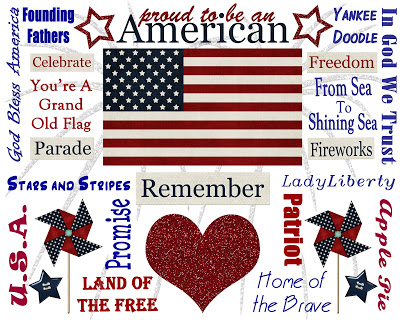 proud to be an
American
Founding
Fathers
God Bless America
Celebrate
You're A
Grand
Old Flag
Parade
Yankee
Doodle
In God We Trust
Freedom
From Sea
To
Shining Sea
Fireworks
Stars and Stripes
Remember
LadyLiberty
U.S.A.
Promise
Patriot
Apple Pie
LAND OF
THE FREE
Home of
the Brave